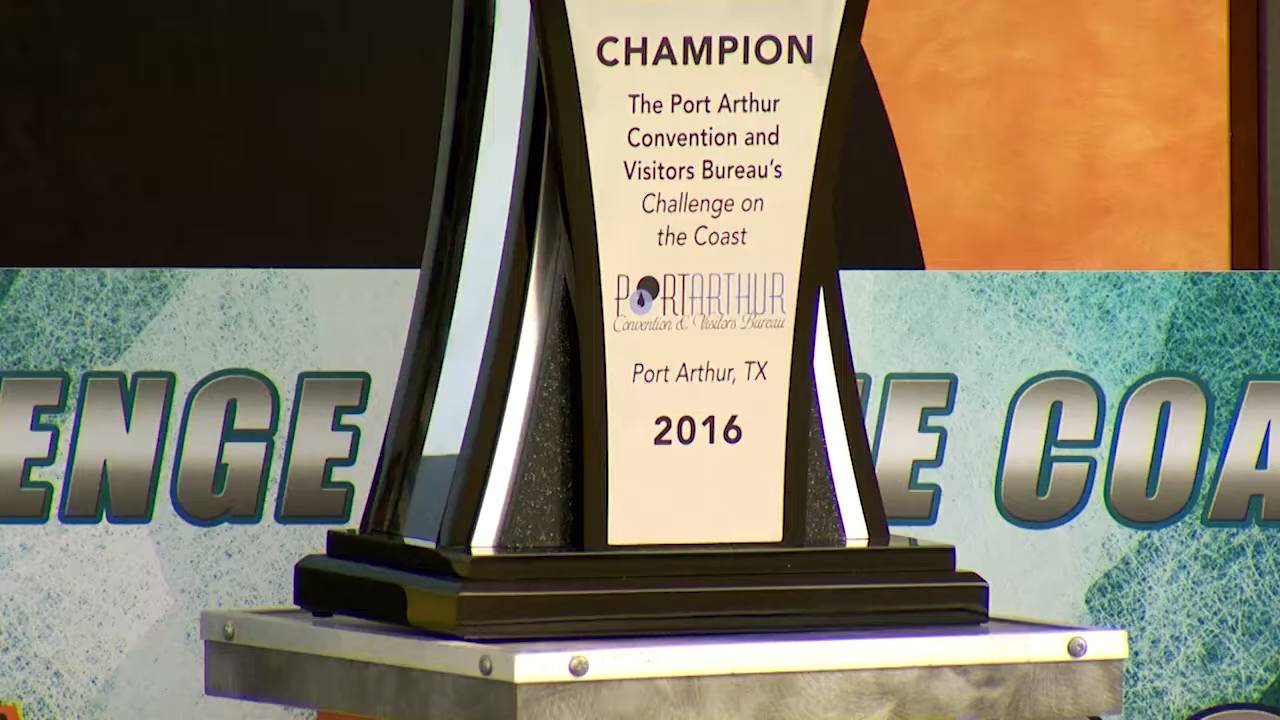 CHAMPION
The Port Arthur
Convention and
Visitors Bureau's
Challenge on
the Coast
PORTARTHUR
Convention & Visitors Bureau
Port Arthur, TX
2016
ENGE
E COA